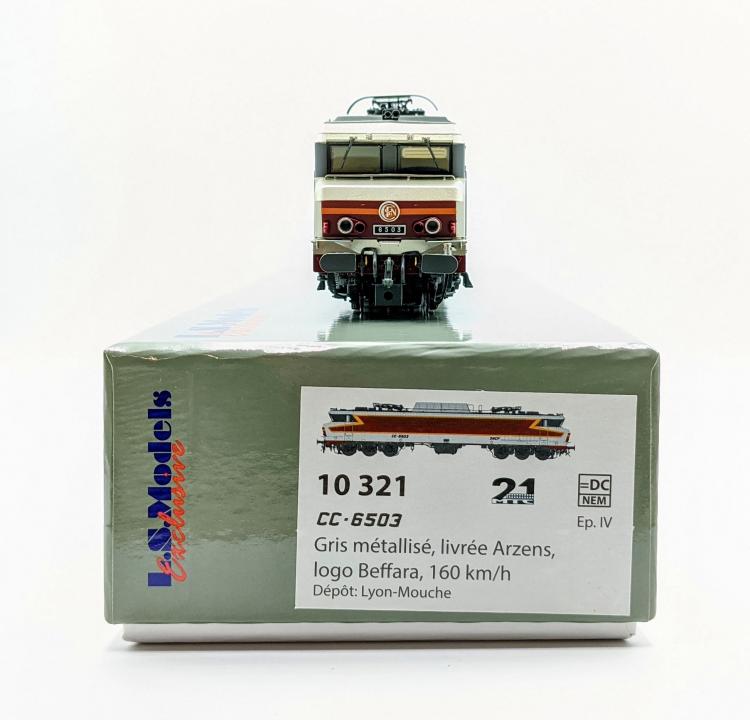 6503
L.S.Models
Exclusive
CC-6503 SNCF
10 321
21
=DC
NEM
CC-6503
Ep. IV
Gris métallisé, livrée Arzens,
logo Beffara, 160 km/h
Dépôt: Lyon-Mouche